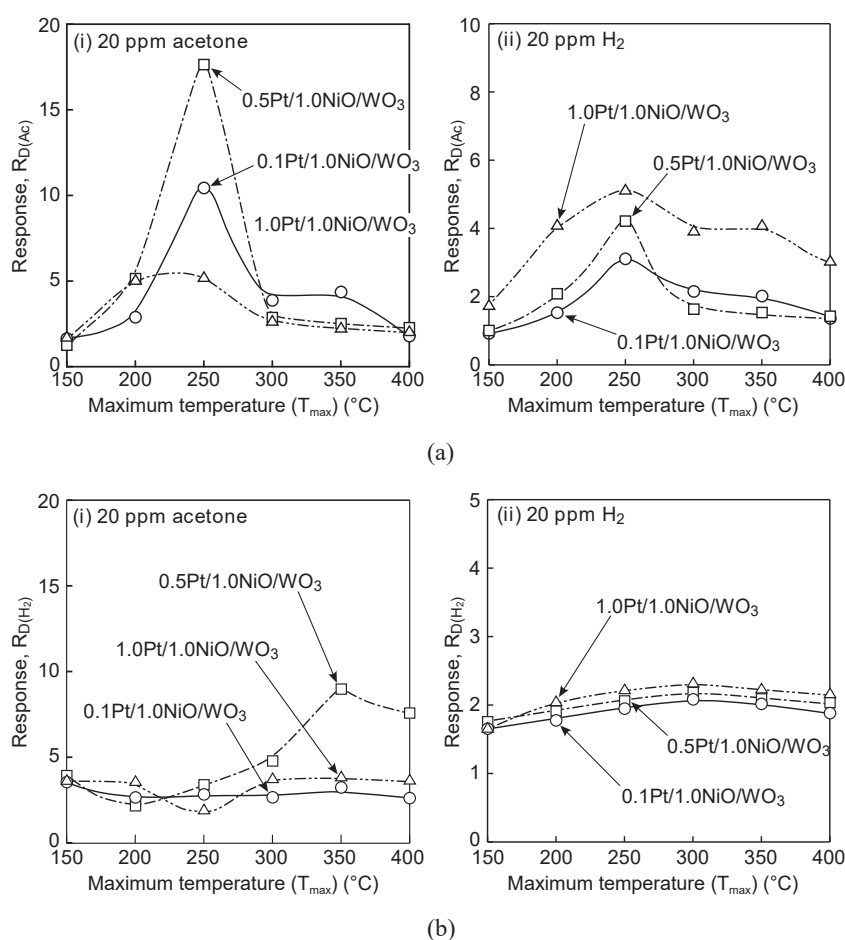 (i) 20 ppm acetone
20
15
10
5
0
150 200 250 300 350 400
Response, R_D(Ac)
Maximum temperature (T_max) (°C)
0.5Pt/1.0NiO/WO₃
0.1Pt/1.0NiO/WO₃
1.0Pt/1.0NiO/WO₃
(ii) 20 ppm H₂
10
8
6
4
2
0
150 200 250 300 350 400
Response, R_D(Ac)
Maximum temperature (T_max) (°C)
1.0Pt/1.0NiO/WO₃
0.5Pt/1.0NiO/WO₃
0.1Pt/1.0NiO/WO₃
(a)
(i) 20 ppm acetone
20
15
10
5
0
150 200 250 300 350 400
Response, R_D(H₂)
Maximum temperature (T_max) (°C)
0.5Pt/1.0NiO/WO₃
1.0Pt/1.0NiO/WO₃
0.1Pt/1.0NiO/WO₃
(ii) 20 ppm H₂
5
4
3
2
1
0
150 200 250 300 350 400
Response, R_D(H₂)
Maximum temperature (T_max) (°C)
1.0Pt/1.0NiO/WO₃
0.5Pt/1.0NiO/WO₃
0.1Pt/1.0NiO/WO₃
(b)